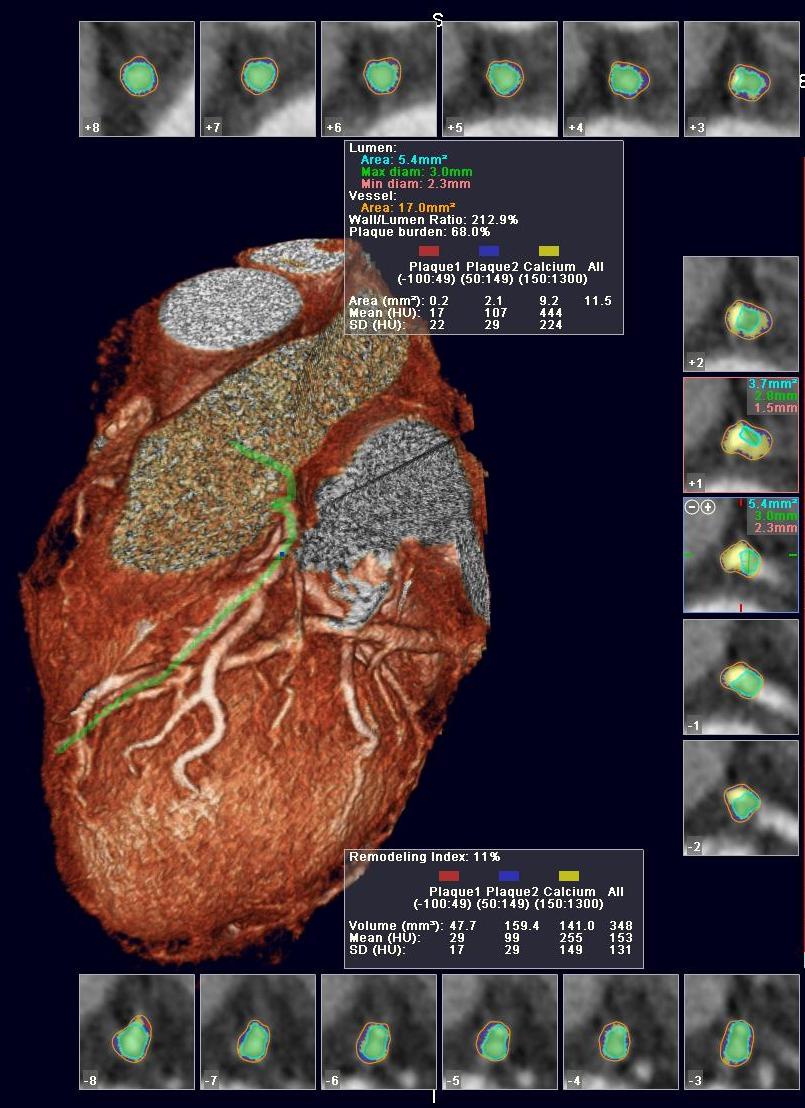 S
+8
+7
+6
+5
+4
+3
Lumen:
Area: 5.4mm²
Max diam: 3.0mm
Min diam: 2.3mm
Vessel:
Area: 17.0mm²
Wall/Lumen Ratio: 212.9%
Plaque burden: 68.0%
Plaque1 Plaque2 Calcium All
(-100:49) (50:149) (150:1300)
Area (mm²): 0.2 2.1 9.2 11.5
Mean (HU): 17 107 444
SD (HU): 22 29 224
+2
3.7mm²
2.8mm
1.5mm
+1
5.4mm²
3.0mm
2.3mm
-1
-2
Remodeling Index: 11%
Plaque1 Plaque2 Calcium All
(-100:49) (50:149) (150:1300)
Volume (mm³): 47.7 159.4 141.0 348
Mean (HU): 29 99 255 153
SD (HU): 17 29 149 131
-8
-7
-6
-5
-4
-3